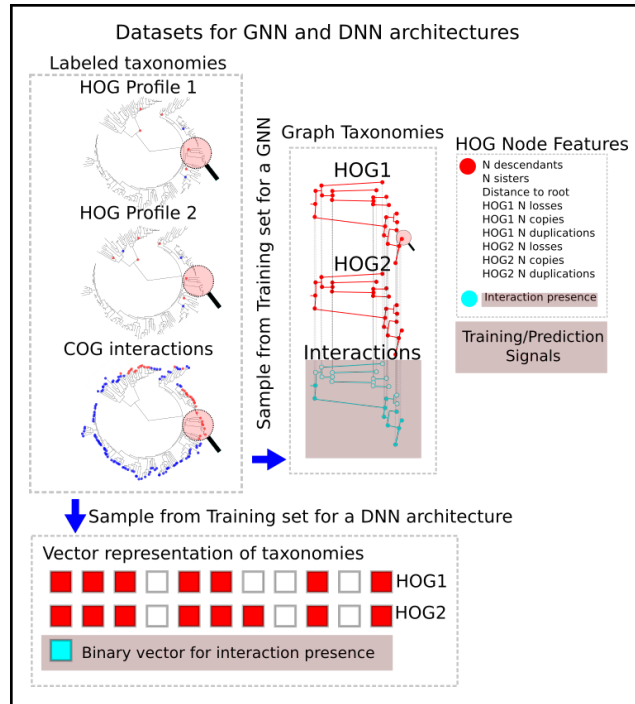 Datasets for GNN and DNN architectures
Labeled taxonomies
HOG Profile 1
HOG Profile 2
COG interactions
Sample from Training set for a GNN
Graph Taxonomies
HOG1
HOG2
Interactions
HOG Node Features
N descendants
N sisters
Distance to root
HOG1 N losses
HOG1 N copies
HOG1 N duplications
HOG2 N losses
HOG2 N copies
HOG2 N duplications
Interaction presence
Training/Prediction
Signals
Sample from Training set for a DNN architecture
Vector representation of taxonomies
HOG1
HOG2
Binary vector for interaction presence